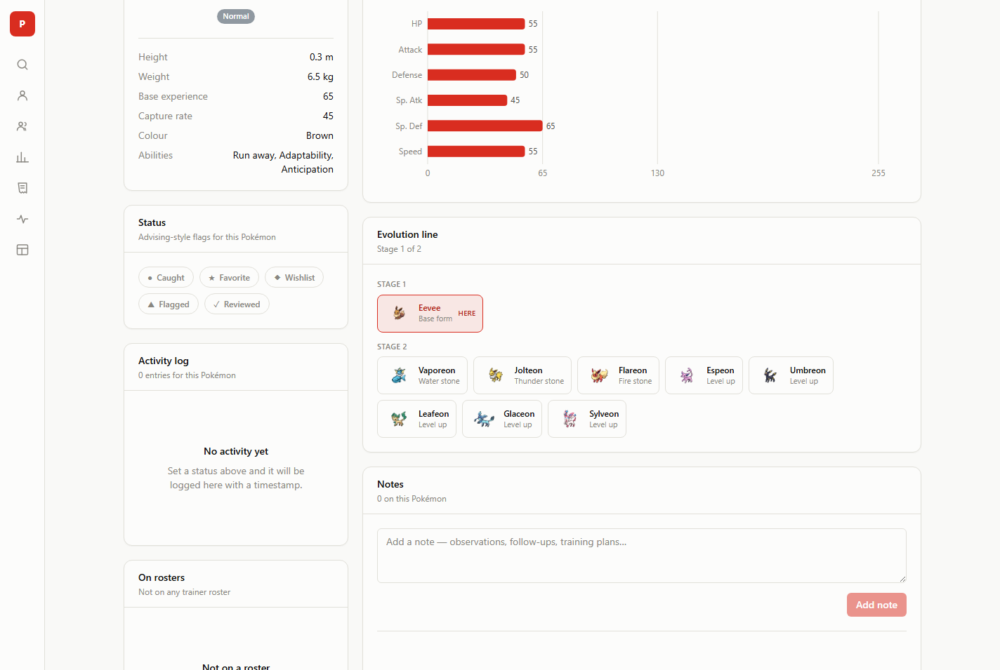 P
Normal
Height 0.3 m
Weight 6.5 kg
Base experience 65
Capture rate 45
Colour Brown
Abilities Run away, Adaptability,
Anticipation
Status
Advising-style flags for this Pokémon
● Caught ★ Favorite ◆ Wishlist
▲ Flagged ✓ Reviewed
Activity log
0 entries for this Pokémon
No activity yet
Set a status above and it will be
logged here with a timestamp.
On rosters
Not on any trainer roster
Not on a roster
HP 55
Attack 55
Defense 50
Sp. Atk 45
Sp. Def 65
Speed 55
0 65 130 255
Evolution line
Stage 1 of 2
STAGE 1
Eevee
Base form
HERE
STAGE 2
Vaporeon
Water stone
Jolteon
Thunder stone
Flareon
Fire stone
Espeon
Level up
Umbreon
Level up
Leafeon
Level up
Glaceon
Level up
Sylveon
Level up
Notes
0 on this Pokémon
Add a note — observations, follow-ups, training plans...
Add note